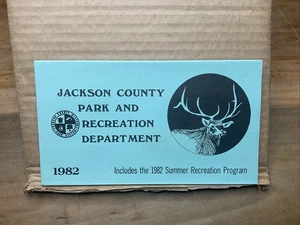 JACKSON COUNTY
PARK AND
RECREATION
DEPARTMENT
1982
Includes the 1982 Summer Recreation Program